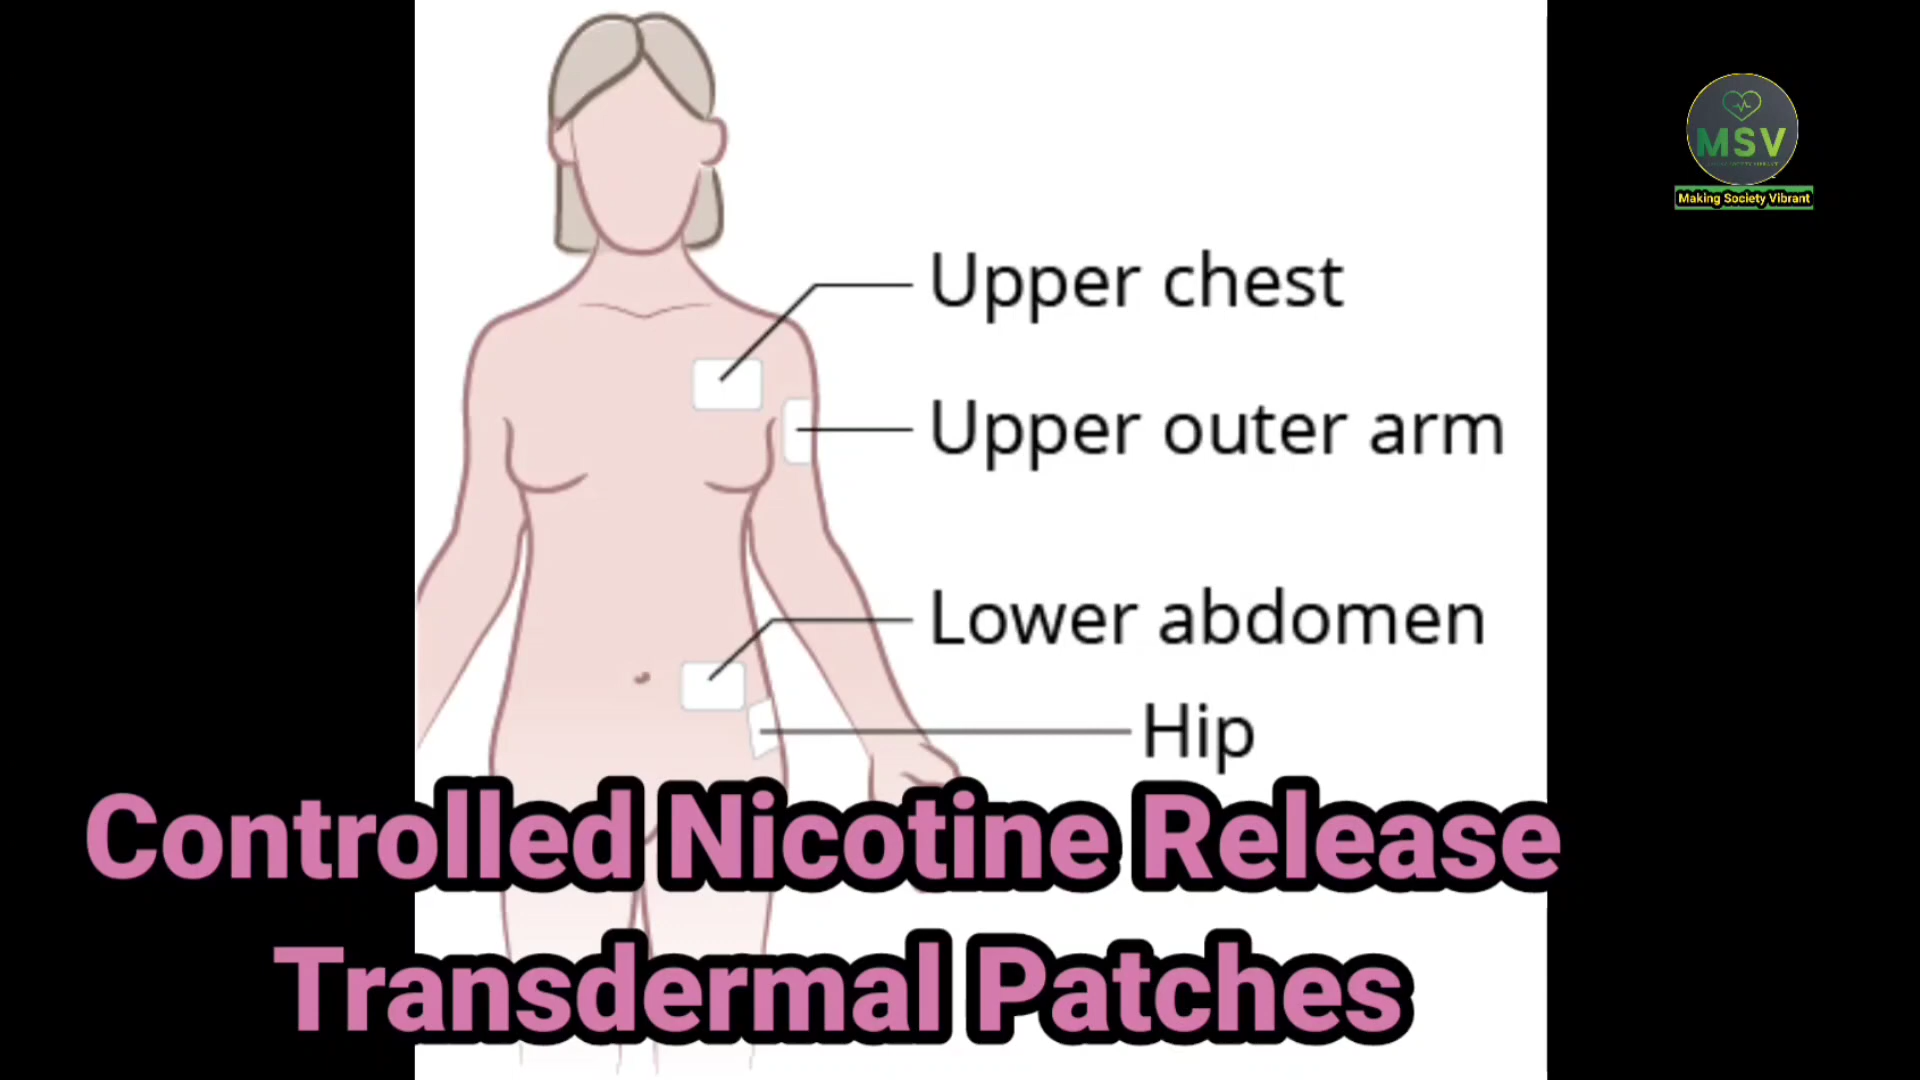 MSV
Making Society Vibrant
Upper chest
Upper outer arm
Lower abdomen
Hip
Controlled Nicotine Release
Transdermal Patches